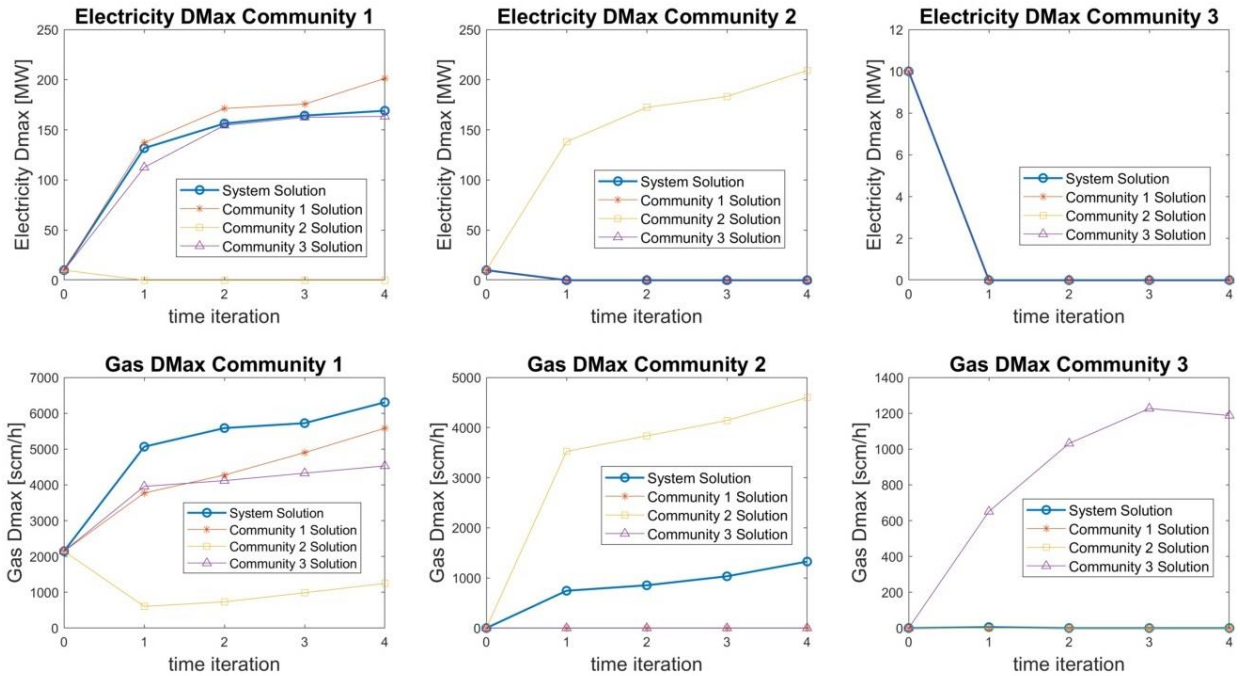 Electricity DMax Community 1
Electricity Dmax [MW]
250
200
150
100
50
0
System Solution
Community 1 Solution
Community 2 Solution
Community 3 Solution
0 1 2 3 4
time iteration
Electricity DMax Community 2
Electricity Dmax [MW]
250
200
150
100
50
0
System Solution
Community 1 Solution
Community 2 Solution
Community 3 Solution
0 1 2 3 4
time iteration
Electricity DMax Community 3
Electricity Dmax [MW]
12
10
8
6
4
2
0
System Solution
Community 1 Solution
Community 2 Solution
Community 3 Solution
0 1 2 3 4
time iteration
Gas DMax Community 1
Gas Dmax [scm/h]
7000
6000
5000
4000
3000
2000
1000
0
System Solution
Community 1 Solution
Community 2 Solution
Community 3 Solution
0 1 2 3 4
time iteration
Gas DMax Community 2
Gas Dmax [scm/h]
5000
4000
3000
2000
1000
0
System Solution
Community 1 Solution
Community 2 Solution
Community 3 Solution
0 1 2 3 4
time iteration
Gas DMax Community 3
Gas Dmax [scm/h]
1400
1200
1000
800
600
400
200
0
System Solution
Community 1 Solution
Community 2 Solution
Community 3 Solution
0 1 2 3 4
time iteration